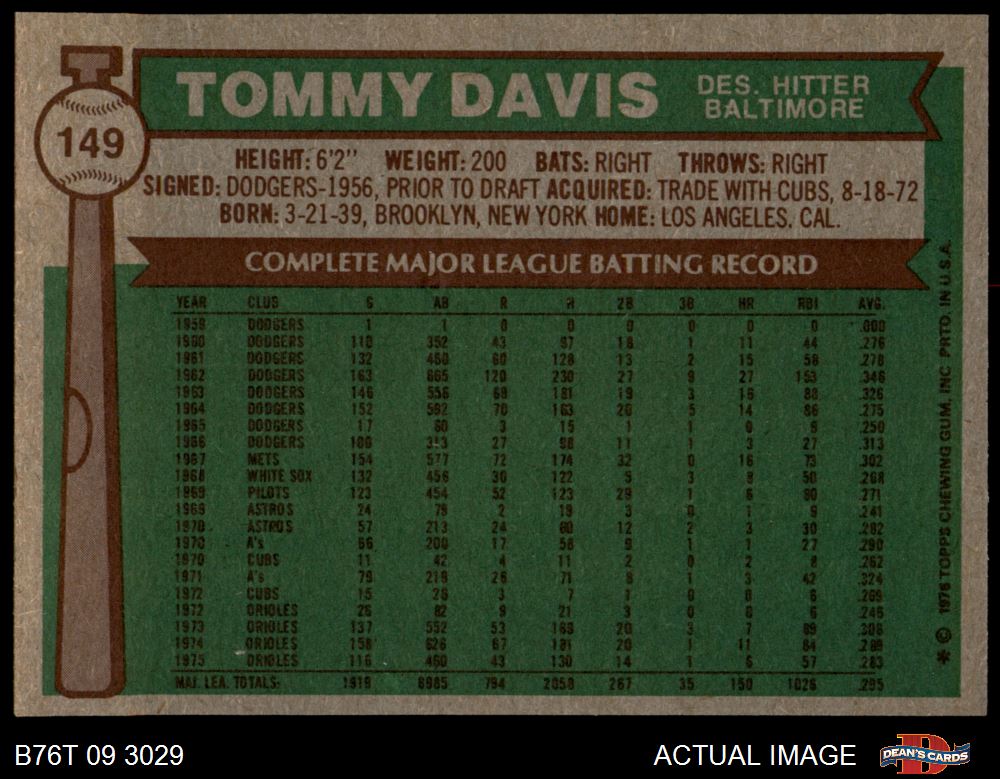 149
TOMMY DAVIS
DES. HITTER
BALTIMORE
HEIGHT: 6'2" WEIGHT: 200 BATS: RIGHT THROWS: RIGHT
SIGNED: DODGERS-1956, PRIOR TO DRAFT ACQUIRED: TRADE WITH CUBS, 8-18-72
BORN: 3-21-39, BROOKLYN, NEW YORK HOME: LOS ANGELES, CAL.
COMPLETE MAJOR LEAGUE BATTING RECORD
YEAR CLUB G AB R H 2B 3B HR RBI AVG.
1959 DODGERS 1 1 0 0 0 0 0 0 .000
1960 DODGERS 110 352 43 97 18 1 11 44 .276
1961 DODGERS 132 460 60 128 13 2 15 58 .278
1962 DODGERS 163 665 120 230 27 9 27 153 .346
1963 DODGERS 146 556 69 181 19 3 16 88 .326
1964 DODGERS 152 592 70 163 20 5 14 86 .275
1965 DODGERS 17 60 3 15 1 1 0 9 .250
1966 DODGERS 100 313 27 98 11 1 3 27 .313
1967 METS 154 577 72 174 32 0 16 73 .302
1968 WHITE SOX 132 456 30 122 5 3 8 50 .268
1969 PILOTS 123 454 52 123 29 1 6 80 .271
1969 ASTROS 24 79 2 19 3 0 1 9 .241
1970 ASTROS 57 213 24 60 12 2 3 30 .282
1970 A's 66 200 17 58 9 1 1 27 .290
1970 CUBS 11 42 4 11 2 0 2 8 .262
1971 A's 79 219 26 71 8 1 3 42 .324
1972 CUBS 15 26 3 7 1 0 0 6 .269
1972 ORIOLES 26 82 9 21 3 0 0 6 .246
1973 ORIOLES 137 552 53 169 20 3 7 89 .306
1974 ORIOLES 158 626 67 181 20 1 11 84 .289
1975 ORIOLES 116 460 43 130 14 1 6 57 .283
MAJ. LEA. TOTALS: 1919 6985 794 2058 267 35 150 1026 .295
* © 1976 TOPPS CHEWING GUM, INC PRTD. IN U.S.A.
B76T 09 3029
ACTUAL IMAGE
DEAN'S CARDS